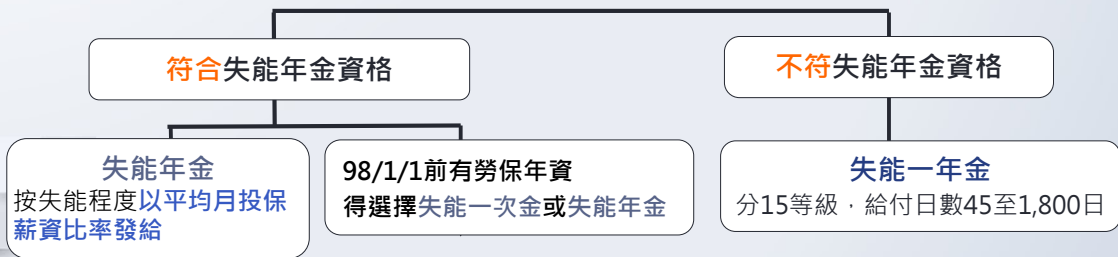 符合失能年金資格
不符失能年金資格
失能年金
按失能程度以平均月投保
薪資比率發給
98/1/1前有勞保年資
得選擇失能一次金或失能年金
失能一年金
分15等級，給付日數45至1,800日